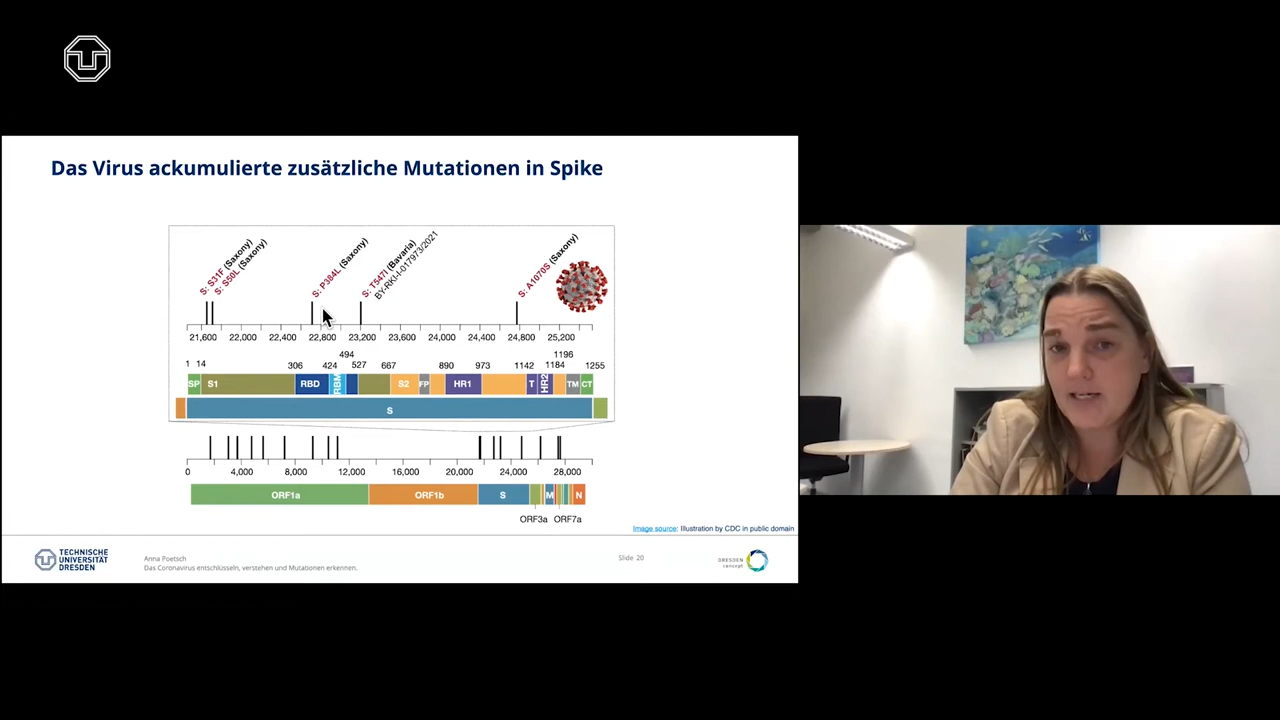 Das Virus ackumulierte zusätzliche Mutationen in Spike
S: S31F (Saxony)
S: S50L (Saxony)
S: P384L (Saxony)
S: T547I (Bavaria)
BY-RKI-I-017973/2021
S: A1070S (Saxony)
21,600 22,000 22,400 22,800 23,200 23,600 24,000 24,400 24,800 25,200
494 1196
1 14 306 424 527 667 890 973 1142 1184 1255
SP S1 RBD RBM S2 FP HR1 T HR2 TM CT
S
0 4,000 8,000 12,000 16,000 20,000 24,000 28,000
ORF1a ORF1b S M N
ORF3a ORF7a
Image source: Illustration by CDC in public domain
TECHNISCHE
UNIVERSITÄT
DRESDEN
Anna Poetsch
Das Coronavirus entschlüsseln, verstehen und Mutationen erkennen.
Slide 20
DRESDEN
concept